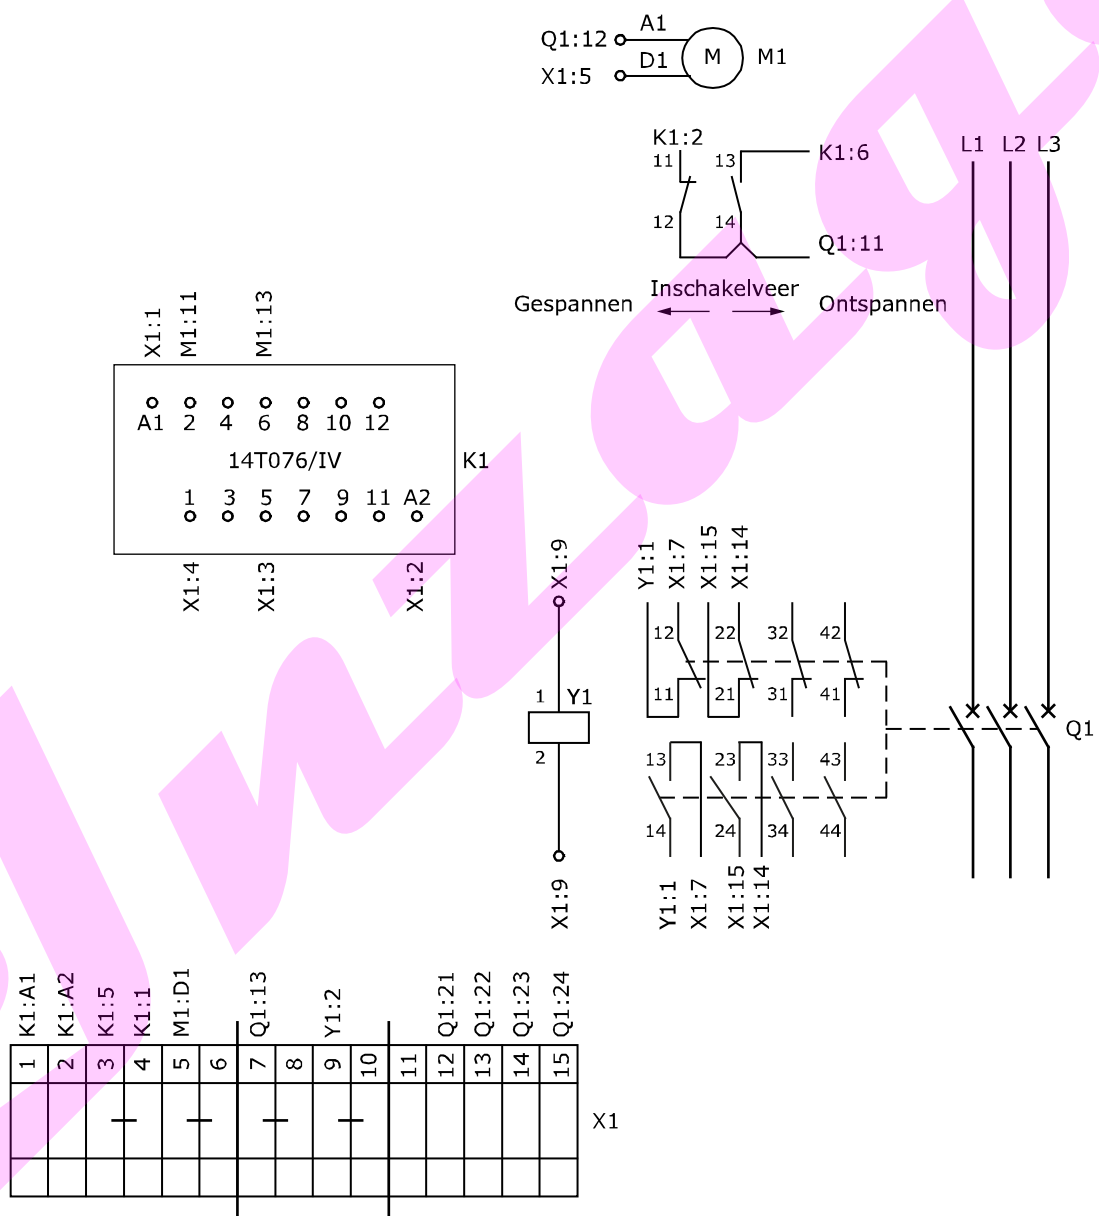 A1
Q1:12
M
M1
D1
X1:5
K1:2
11
13
K1:6
L1 L2 L3
12
14
Q1:11
Inschakelveer
Gespannen
Ontspannen
X1:1
M1:11
M1:13
A1 2 4 6 8 10 12
14T076/IV
K1
1 3 5 7 9 11 A2
X1:4
X1:3
X1:2
X1:9
Y1:1
X1:7
X1:15
X1:14
12 22 32 42
11 21 31 41
1
Y1
2
Q1
13 23 33 43
14 24 34 44
X1:9
Y1:1
X1:7
X1:15
X1:14
K1:A1
K1:A2
K1:5
K1:1
M1:D1
Q1:13
Y1:2
Q1:21
Q1:22
Q1:23
Q1:24
1 2 3 4 5 6 7 8 9 10 11 12 13 14 15
X1